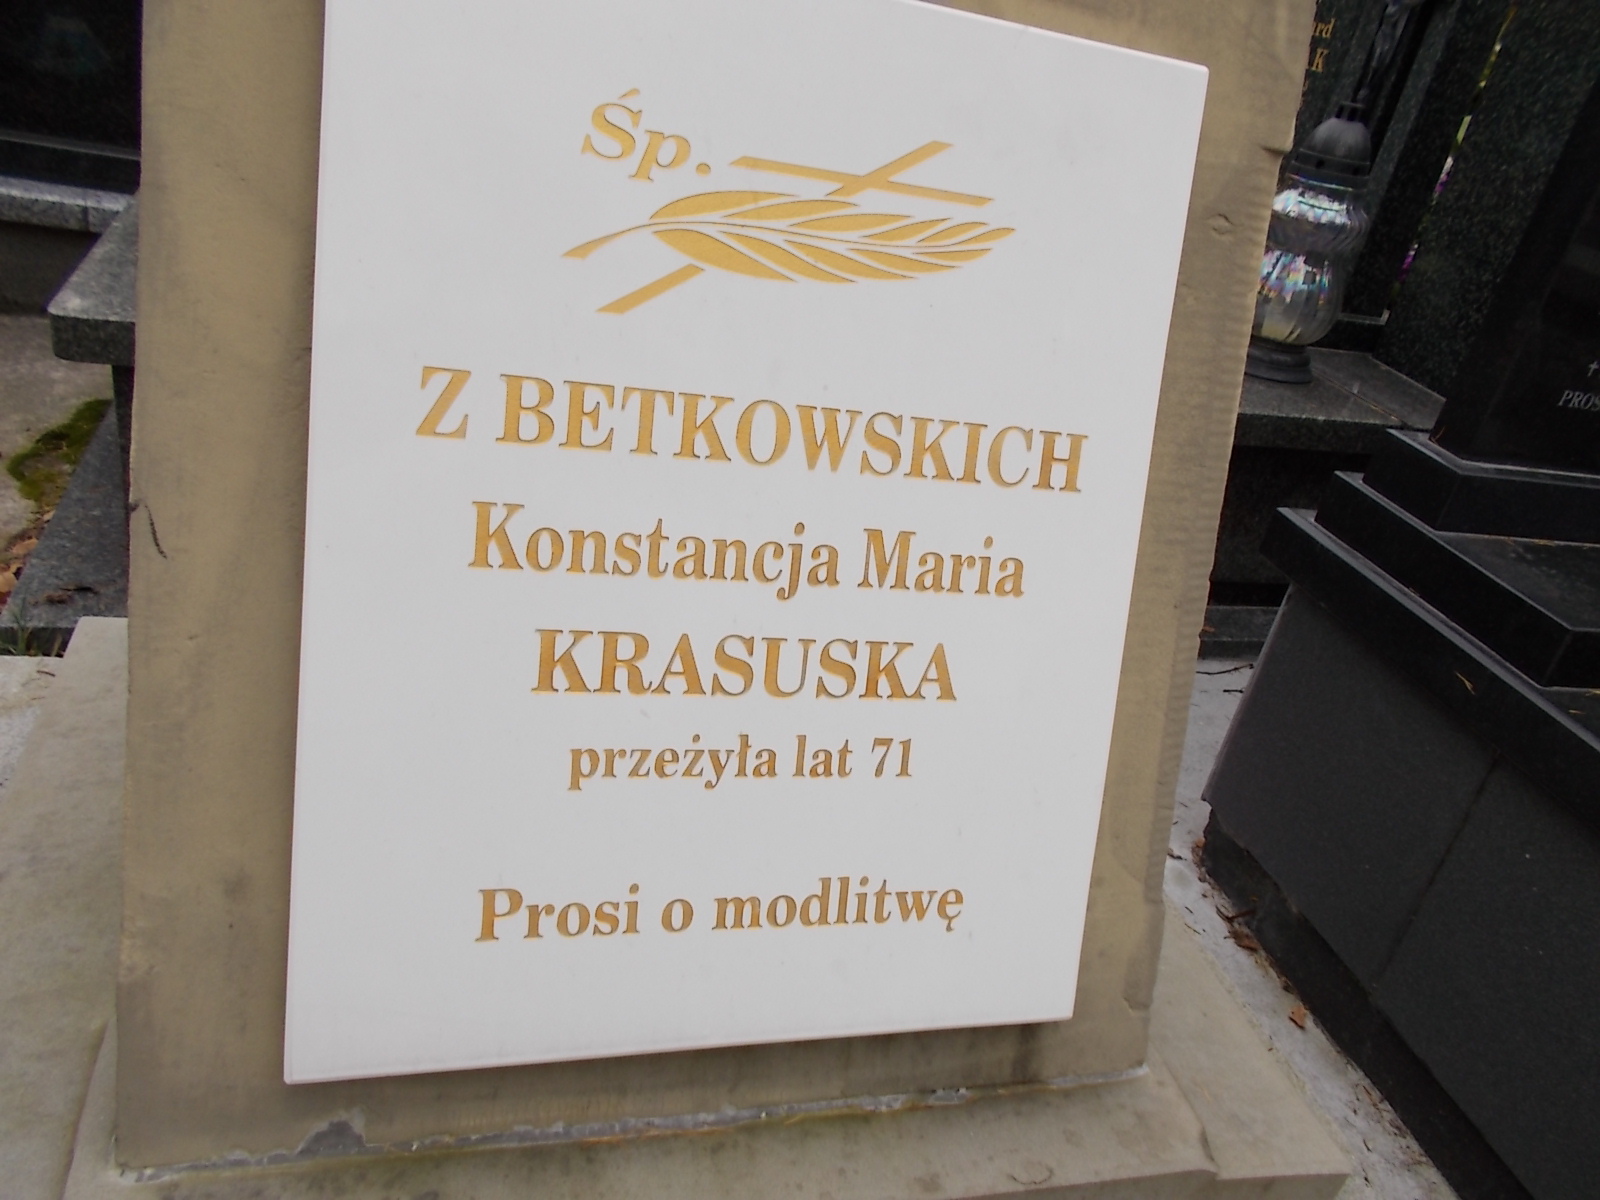 Śp.
Z BETKOWSKICH
Konstancja Maria
KRASUSKA
przeżyła lat 71
Prosi o modlitwę